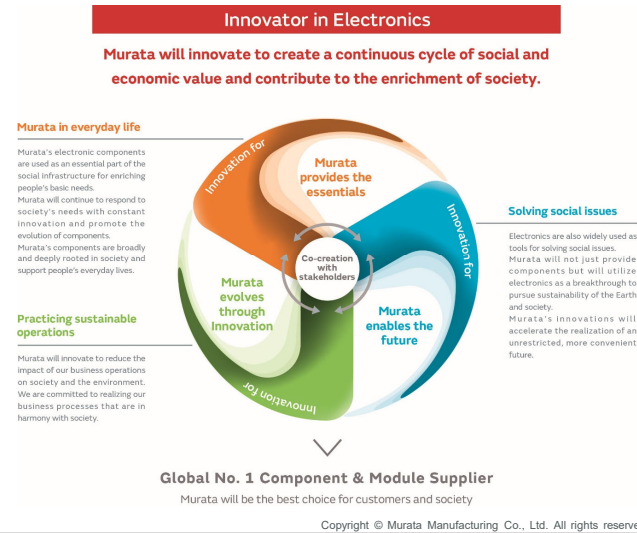 Innovator in Electronics
Murata will innovate to create a continuous cycle of social and
economic value and contribute to the enrichment of society.
Murata in everyday life
Murata's electronic components
are used as an essential part of the
social infrastructure for enriching
people's basic needs.
Murata will continue to respond to
society's needs with constant
innovation and promote the
evolution of components.
Murata's components are broadly
and deeply rooted in society and
support people's everyday lives.
Practicing sustainable
operations
Murata will innovate to reduce the
impact of our business operations
on society and the environment.
We are committed to realizing our
business processes that are in
harmony with society.
Innovation for
Murata
provides the
essentials
Innovation for
Co-creation
with
stakeholders
Murata
evolves
through
Innovation
Murata
enables the
future
Innovation for
Solving social issues
Electronics are also widely used as
tools for solving social issues.
Murata will not just provide
components but will utilize
electronics as a breakthrough to
pursue sustainability of the Earth
and society.
Murata's innovations will
accelerate the realization of an
unrestricted, more convenient
future.
Global No. 1 Component & Module Supplier
Murata will be the best choice for customers and society
Copyright © Murata Manufacturing Co., Ltd. All rights reserve